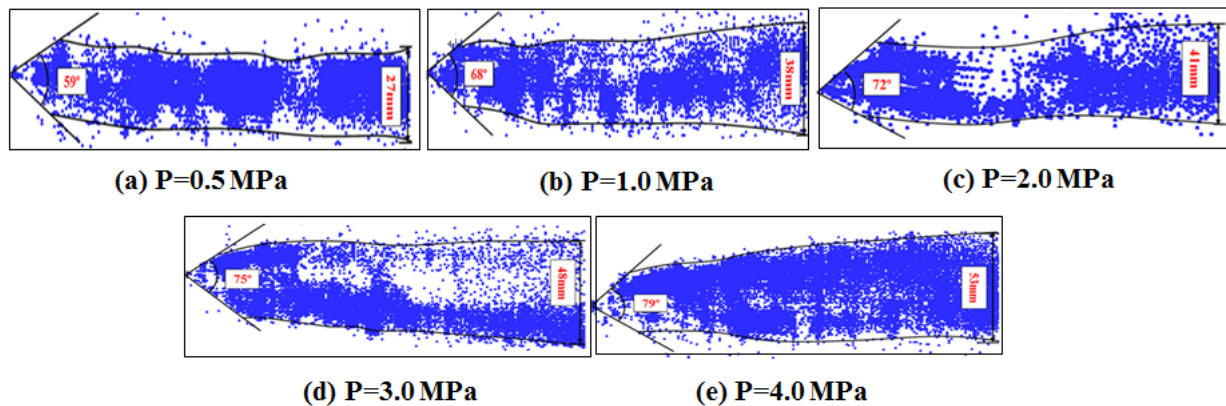 59°
27mm
68°
38mm
72°
41mm
(a) P=0.5 MPa
(b) P=1.0 MPa
(c) P=2.0 MPa
75°
48mm
79°
53mm
(d) P=3.0 MPa
(e) P=4.0 MPa